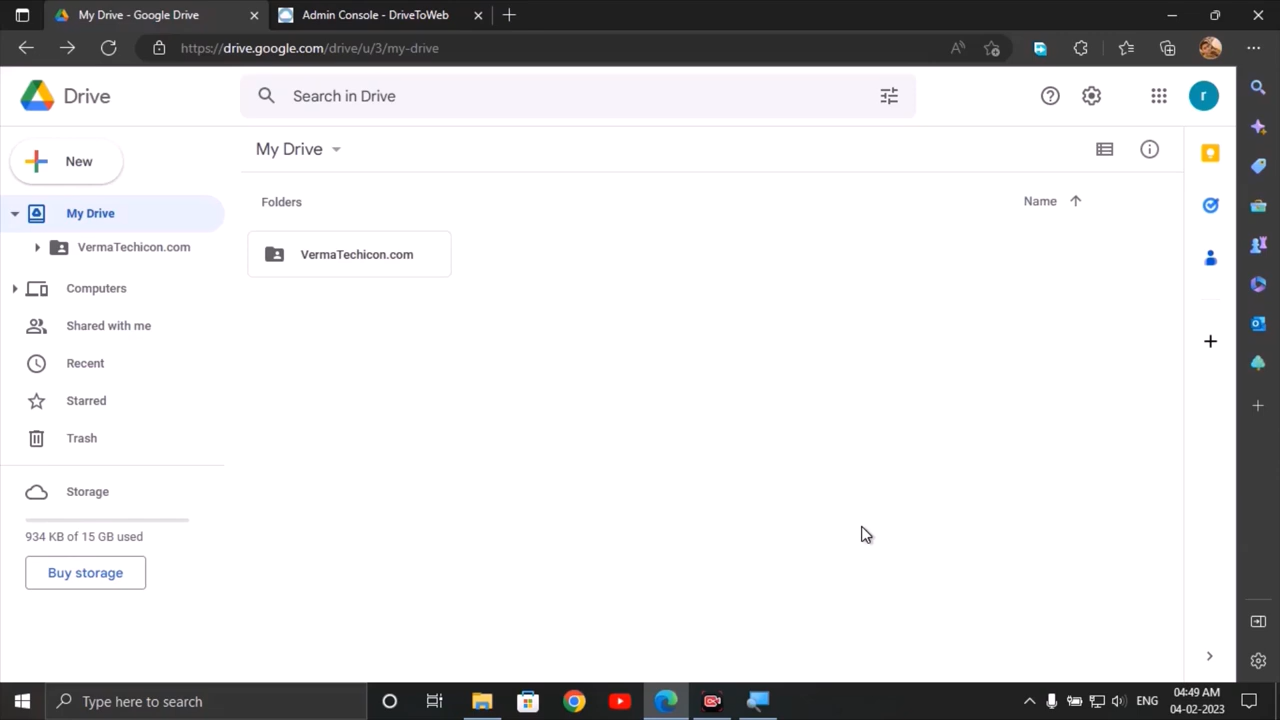 My Drive - Google Drive
Admin Console - DriveToWeb
https://drive.google.com/drive/u/3/my-drive
Drive
Search in Drive
r
New
My Drive
Folders
Name
My Drive
VermaTechicon.com
VermaTechicon.com
Computers
Shared with me
Recent
Starred
Trash
Storage
934 KB of 15 GB used
Buy storage
Type here to search
ENG
04:49 AM
04-02-2023